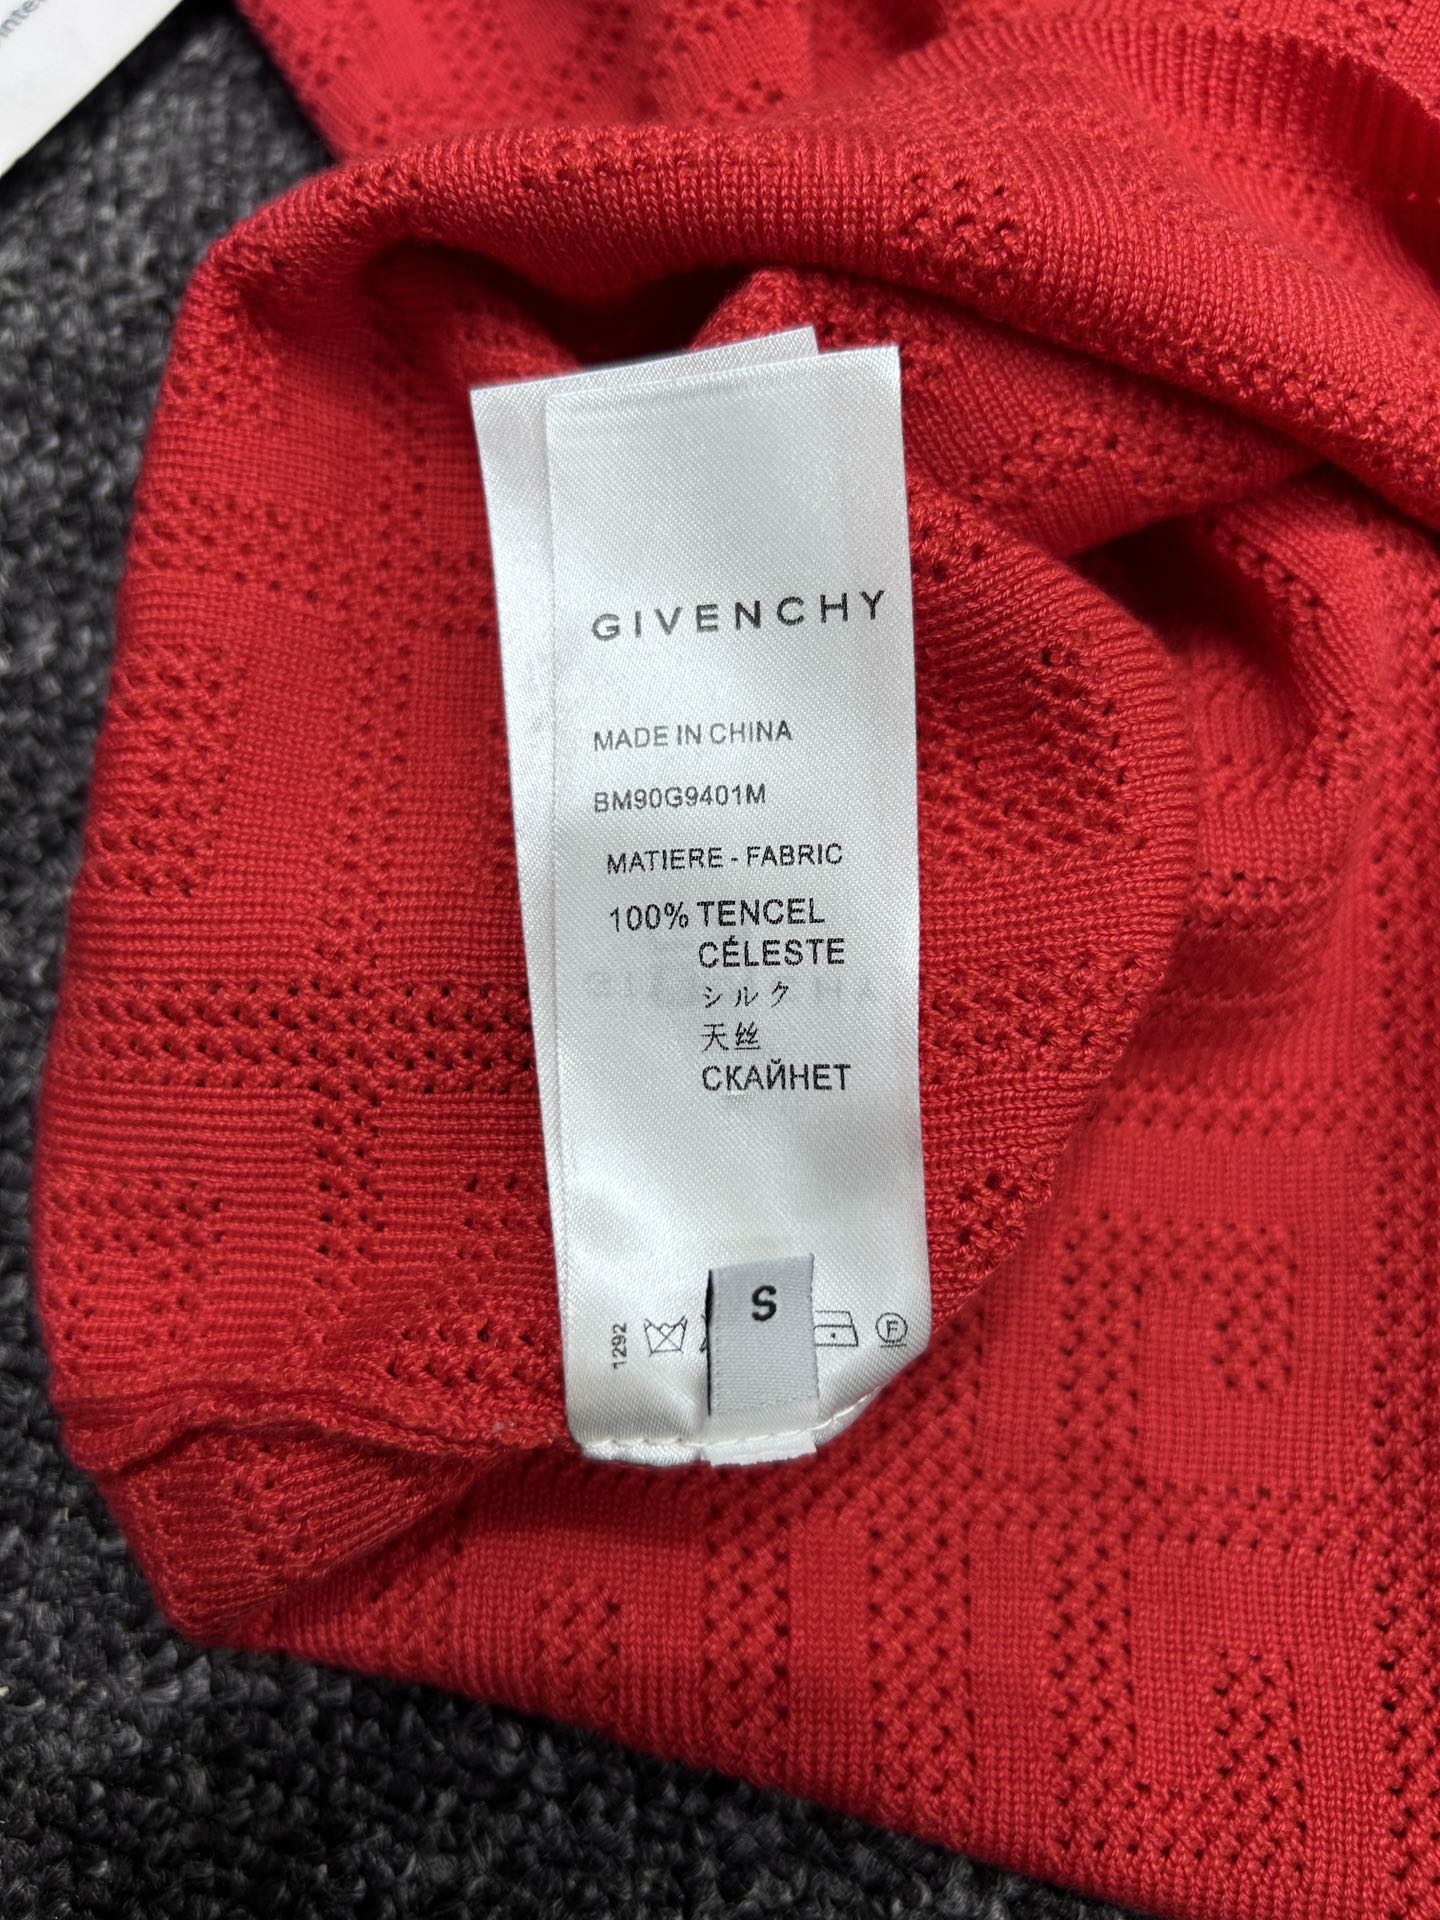 GIVENCHY
MADE IN CHINA
BM90G9401M
MATIERE - FABRIC
100% TENCEL
CÉLESTE
シルク
天丝
СКАЙНЕТ
S
1292
F